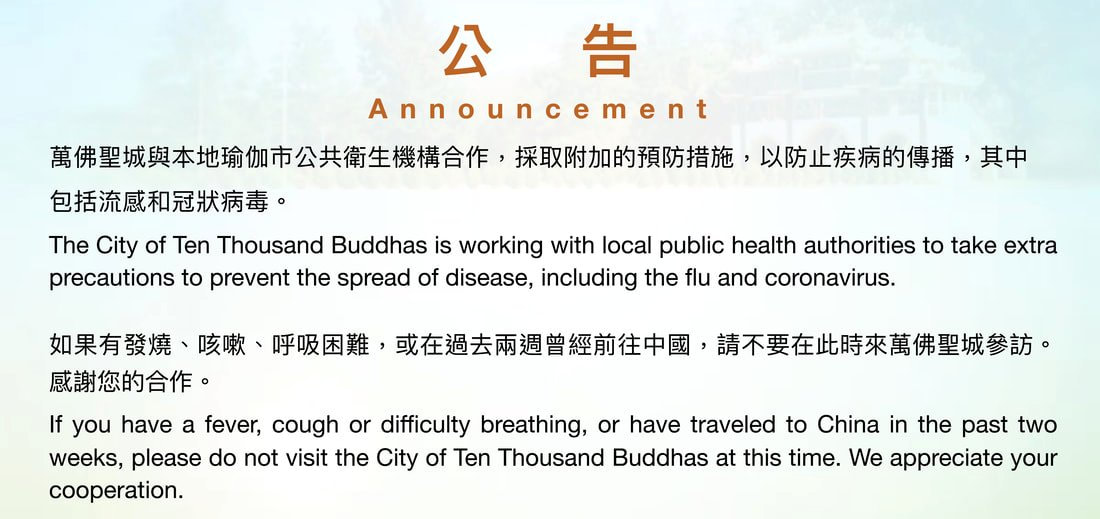 公 告
Announcement
萬佛聖城與本地瑜伽市公共衛生機構合作，採取附加的預防措施，以防止疾病的傳播，其中
包括流感和冠狀病毒。
The City of Ten Thousand Buddhas is working with local public health authorities to take extra
precautions to prevent the spread of disease, including the flu and coronavirus.
如果有發燒、咳嗽、呼吸困難，或在過去兩週曾經前往中國，請不要在此時來萬佛聖城參訪。
感謝您的合作。
If you have a fever, cough or difficulty breathing, or have traveled to China in the past two
weeks, please do not visit the City of Ten Thousand Buddhas at this time. We appreciate your
cooperation.